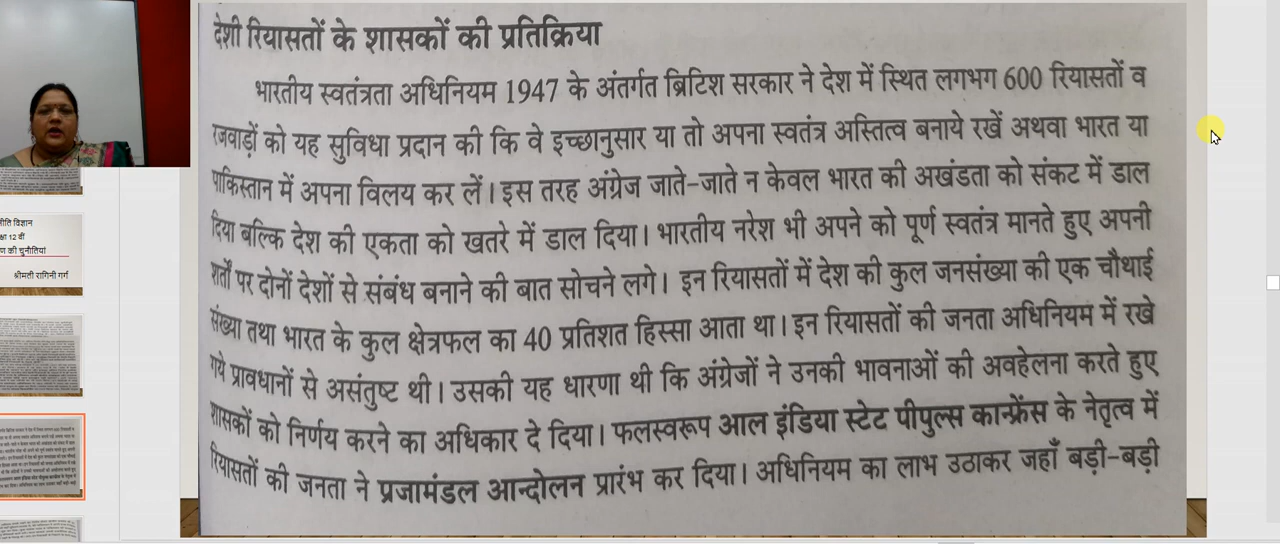 देशी रियासतों के शासकों की प्रतिक्रिया
भारतीय स्वतंत्रता अधिनियम 1947 के अंतर्गत ब्रिटिश सरकार ने देश में स्थित लगभग 600 रियासतों व
रजवाड़ों को यह सुविधा प्रदान की कि वे इच्छानुसार या तो अपना स्वतंत्र अस्तित्व बनाये रखें अथवा भारत या
पाकिस्तान में अपना विलय कर लें। इस तरह अंग्रेज जाते-जाते न केवल भारत की अखंडता को संकट में डाल
दिया बल्कि देश की एकता को खतरे में डाल दिया। भारतीय नरेश भी अपने को पूर्ण स्वतंत्र मानते हुए अपनी
शर्तों पर दोनों देशों से संबंध बनाने की बात सोचने लगे। इन रियासतों में देश की कुल जनसंख्या की एक चौथाई
संख्या तथा भारत के कुल क्षेत्रफल का 40 प्रतिशत हिस्सा आता था। इन रियासतों की जनता अधिनियम में रखे
गये प्रावधानों से असंतुष्ट थी। उसकी यह धारणा थी कि अंग्रेजों ने उनकी भावनाओं की अवहेलना करते हुए
शासकों को निर्णय करने का अधिकार दे दिया। फलस्वरूप आल इंडिया स्टेट पीपुल्स कान्फ्रेंस के नेतृत्व में
रियासतों की जनता ने प्रजामंडल आन्दोलन प्रारंभ कर दिया। अधिनियम का लाभ उठाकर जहाँ बड़ी-बड़ी
नीति विज्ञान
क्षा 12 वीं
ण की चुनौतियां
श्रीमती रागिनी गर्ग